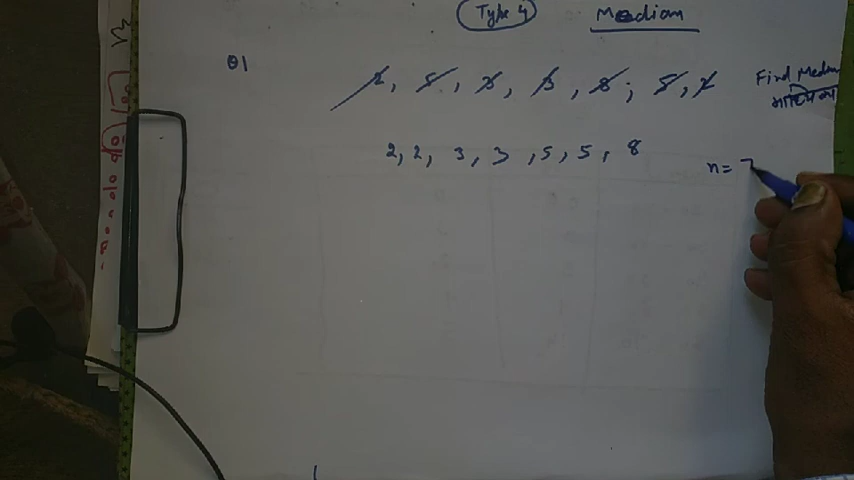 Type 4 Median
Q1 2, 5, 3, 3, 8, 5, 2 Find Median
2, 2, 3, 3, 5, 5, 8
n = 7